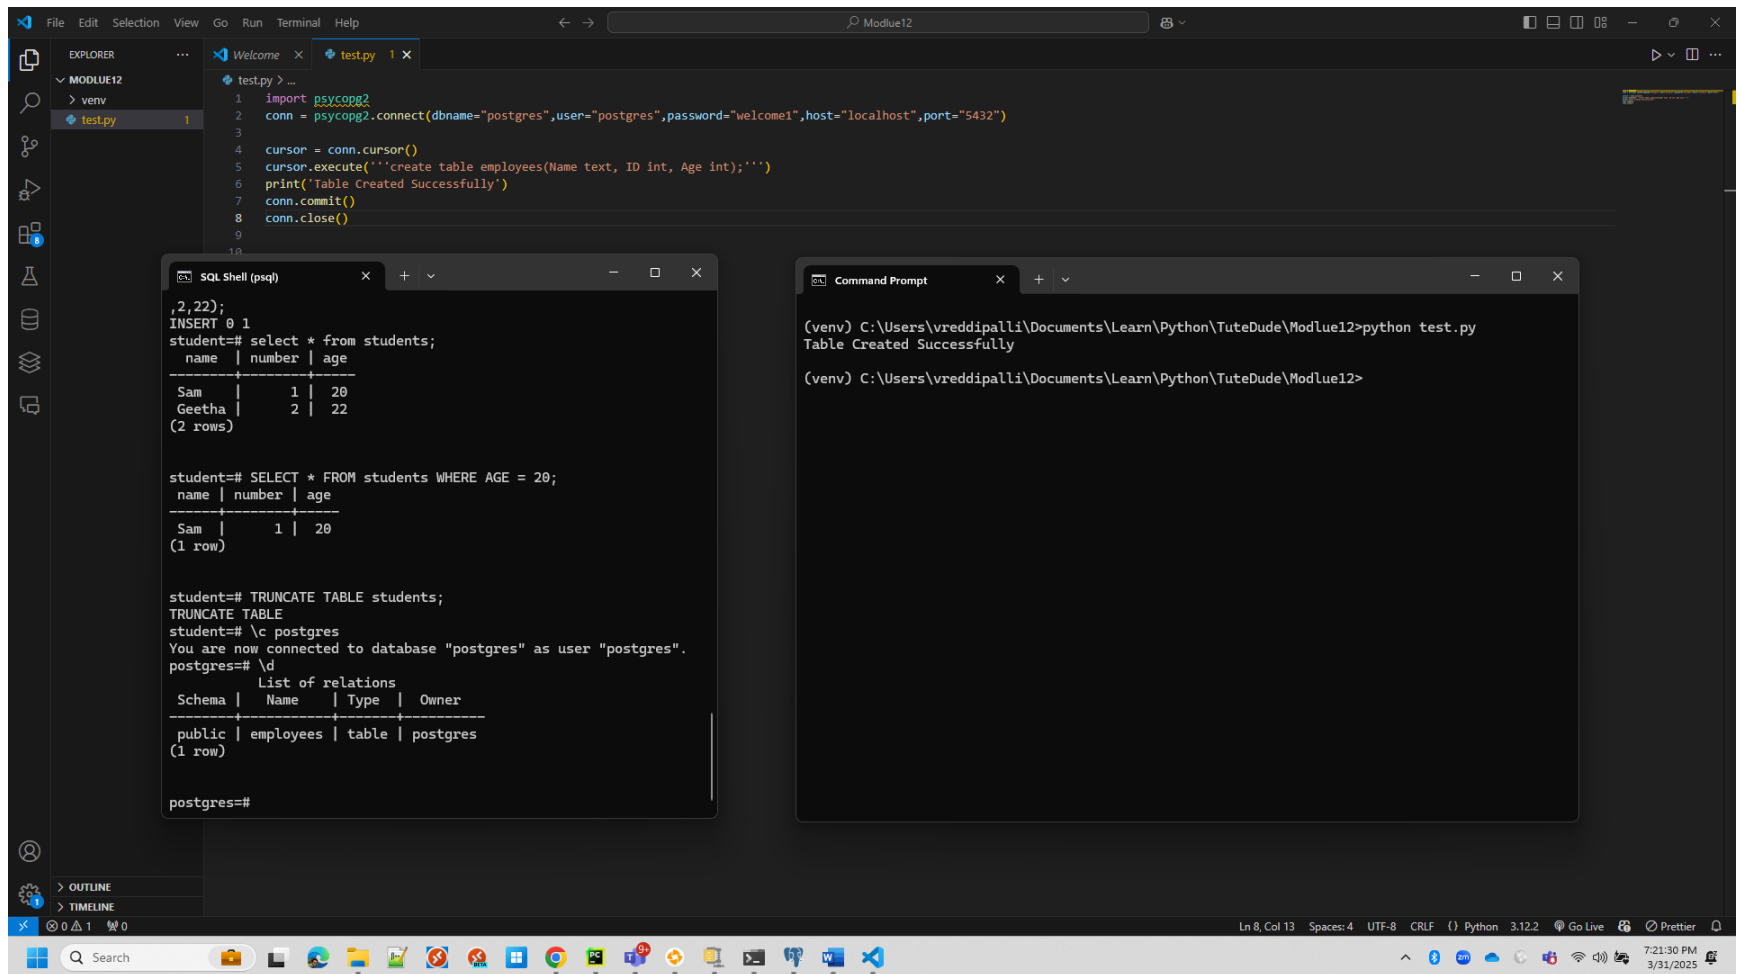 File Edit Selection View Go Run Terminal Help
Modlue12
EXPLORER
Welcome
test.py 1
MODLUE12
venv
test.py 1
8
test.py > ...
1 import psycopg2
2 conn = psycopg2.connect(dbname="postgres",user="postgres",password="welcome1",host="localhost",port="5432")
3
4 cursor = conn.cursor()
5 cursor.execute('''create table employees(Name text, ID int, Age int);''')
6 print('Table Created Successfully')
7 conn.commit()
8 conn.close()
9
10
SQL Shell (psql)
,2,22);
INSERT 0 1
student=# select * from students;
name | number | age
--------+--------+-----
Sam | 1 | 20
Geetha | 2 | 22
(2 rows)
student=# SELECT * FROM students WHERE AGE = 20;
name | number | age
------+--------+-----
Sam | 1 | 20
(1 row)
student=# TRUNCATE TABLE students;
TRUNCATE TABLE
student=# \c postgres
You are now connected to database "postgres" as user "postgres".
postgres=# \d
List of relations
Schema | Name | Type | Owner
--------+-----------+-------+----------
public | employees | table | postgres
(1 row)
postgres=#
Command Prompt
(venv) C:\Users\vreddipalli\Documents\Learn\Python\TuteDude\Modlue12>python test.py
Table Created Successfully
(venv) C:\Users\vreddipalli\Documents\Learn\Python\TuteDude\Modlue12>
1
OUTLINE
TIMELINE
0 1 0
Ln 8, Col 13 Spaces: 4 UTF-8 CRLF {} Python 3.12.2 Go Live Prettier
Search
9+
7:21:30 PM
3/31/2025